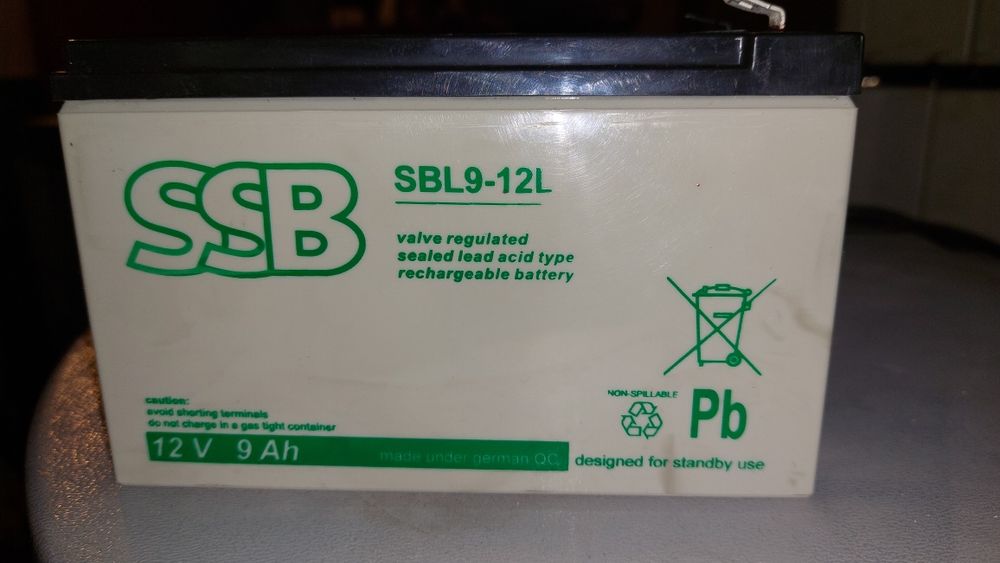 SSB
SBL9-12L
valve regulated
sealed lead acid type
rechargeable battery
caution:
avoid shorting terminals
do not charge in a gas tight container
NON-SPILLABLE
Pb
12 V 9 Ah
made under german QC
designed for standby use